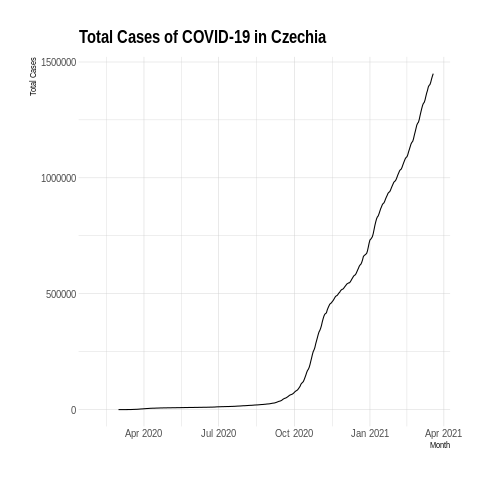 Total Cases of COVID-19 in Czechia
Total Cases
1500000
1000000
500000
0
Apr 2020 Jul 2020 Oct 2020 Jan 2021 Apr 2021
Month